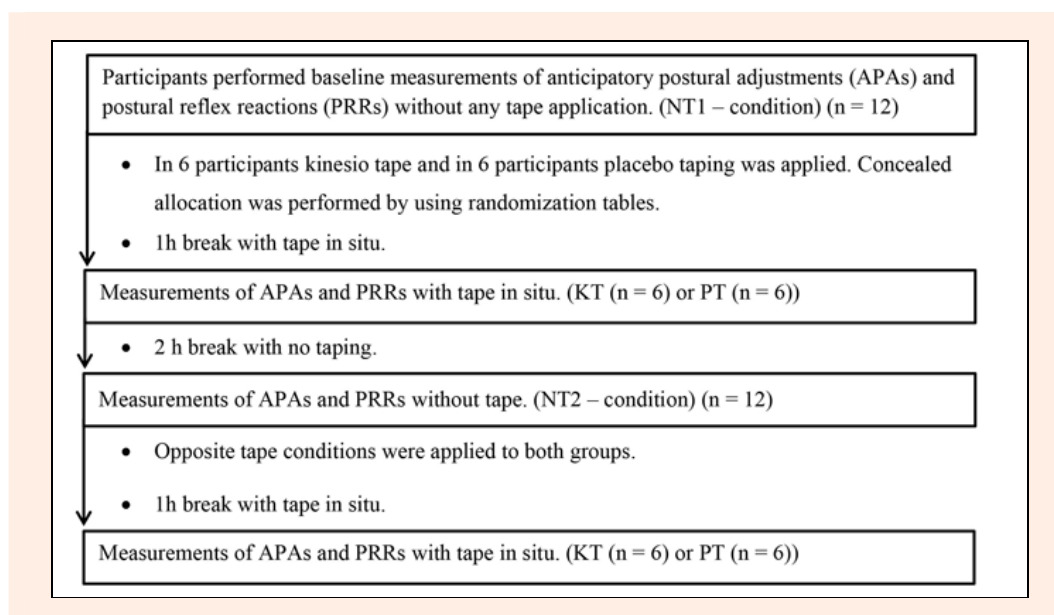 Participants performed baseline measurements of anticipatory postural adjustments (APAs) and
postural reflex reactions (PRRs) without any tape application. (NT1 – condition) (n = 12)
• In 6 participants kinesio tape and in 6 participants placebo taping was applied. Concealed
allocation was performed by using randomization tables.
• 1h break with tape in situ.
Measurements of APAs and PRRs with tape in situ. (KT (n = 6) or PT (n = 6))
• 2 h break with no taping.
Measurements of APAs and PRRs without tape. (NT2 – condition) (n = 12)
• Opposite tape conditions were applied to both groups.
• 1h break with tape in situ.
Measurements of APAs and PRRs with tape in situ. (KT (n = 6) or PT (n = 6))